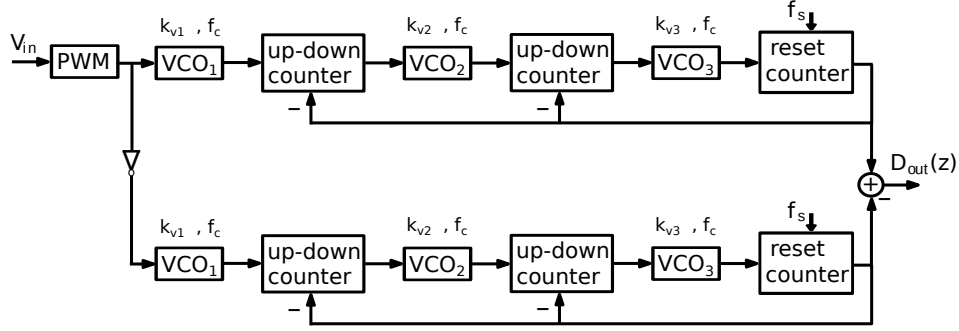 k_v1 , f_c
k_v2 , f_c
k_v3 , f_c
f_s
V_in
PWM
VCO_1
up-down
counter
VCO_2
up-down
counter
VCO_3
reset
counter
−
−
D_out(z)
+
−
k_v1 , f_c
k_v2 , f_c
k_v3 , f_c
f_s
VCO_1
up-down
counter
VCO_2
up-down
counter
VCO_3
reset
counter
−
−